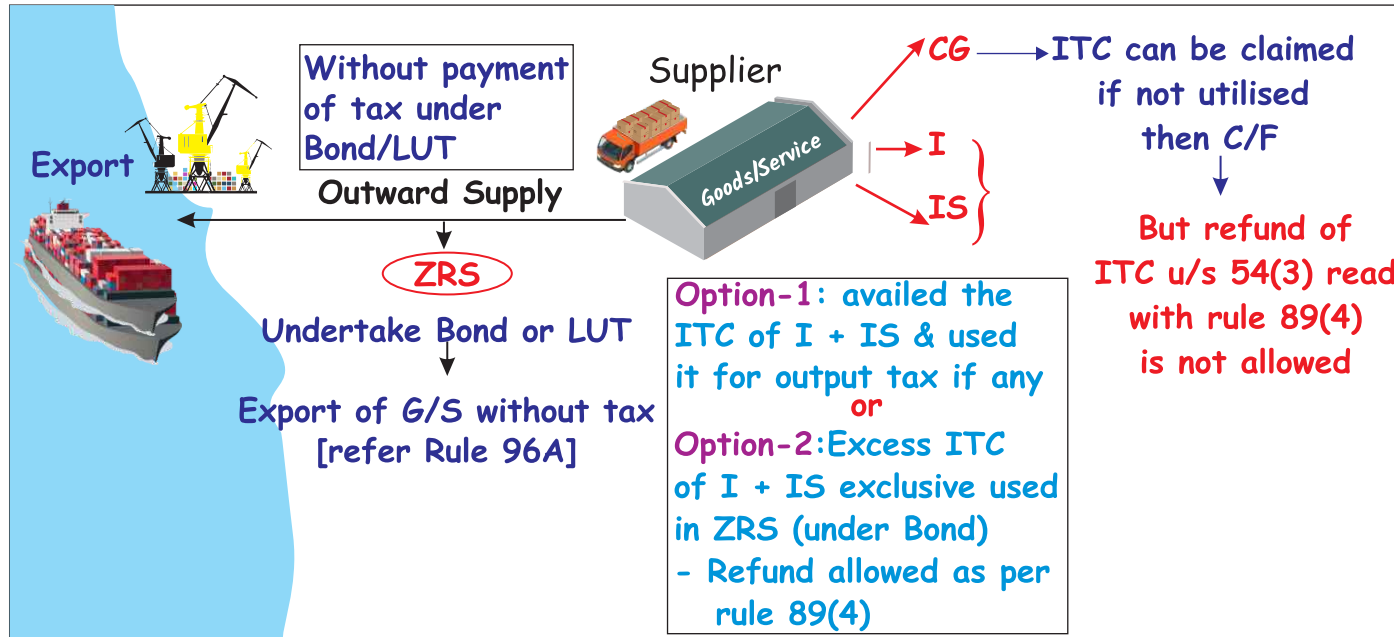 Export
Without payment
of tax under
Bond/LUT
Outward Supply
ZRS
Undertake Bond or LUT
Export of G/S without tax
[refer Rule 96A]
Supplier
Goods/Service
CG
I
IS
ITC can be claimed
if not utilised
then C/F
But refund of
ITC u/s 54(3) read
with rule 89(4)
is not allowed
Option-1: availed the
ITC of I + IS & used
it for output tax if any
or
Option-2:Excess ITC
of I + IS exclusive used
in ZRS (under Bond)
- Refund allowed as per
rule 89(4)